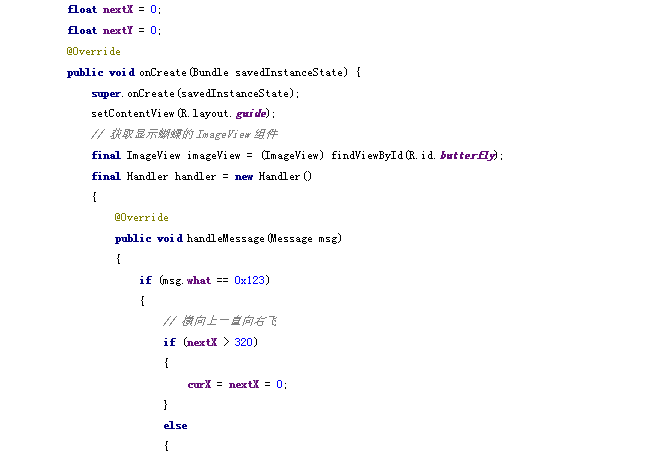 float nextX = 0;
float nextY = 0;
@Override
public void onCreate(Bundle savedInstanceState) {
super.onCreate(savedInstanceState);
setContentView(R.layout.guide);
// 获取显示蝴蝶的ImageView组件
final ImageView imageView = (ImageView) findViewById(R.id.butterfly);
final Handler handler = new Handler()
{
@Override
public void handleMessage(Message msg)
{
if (msg.what == 0x123)
{
// 横向上一直向右飞
if (nextX > 320)
{
curX = nextX = 0;
}
else
{